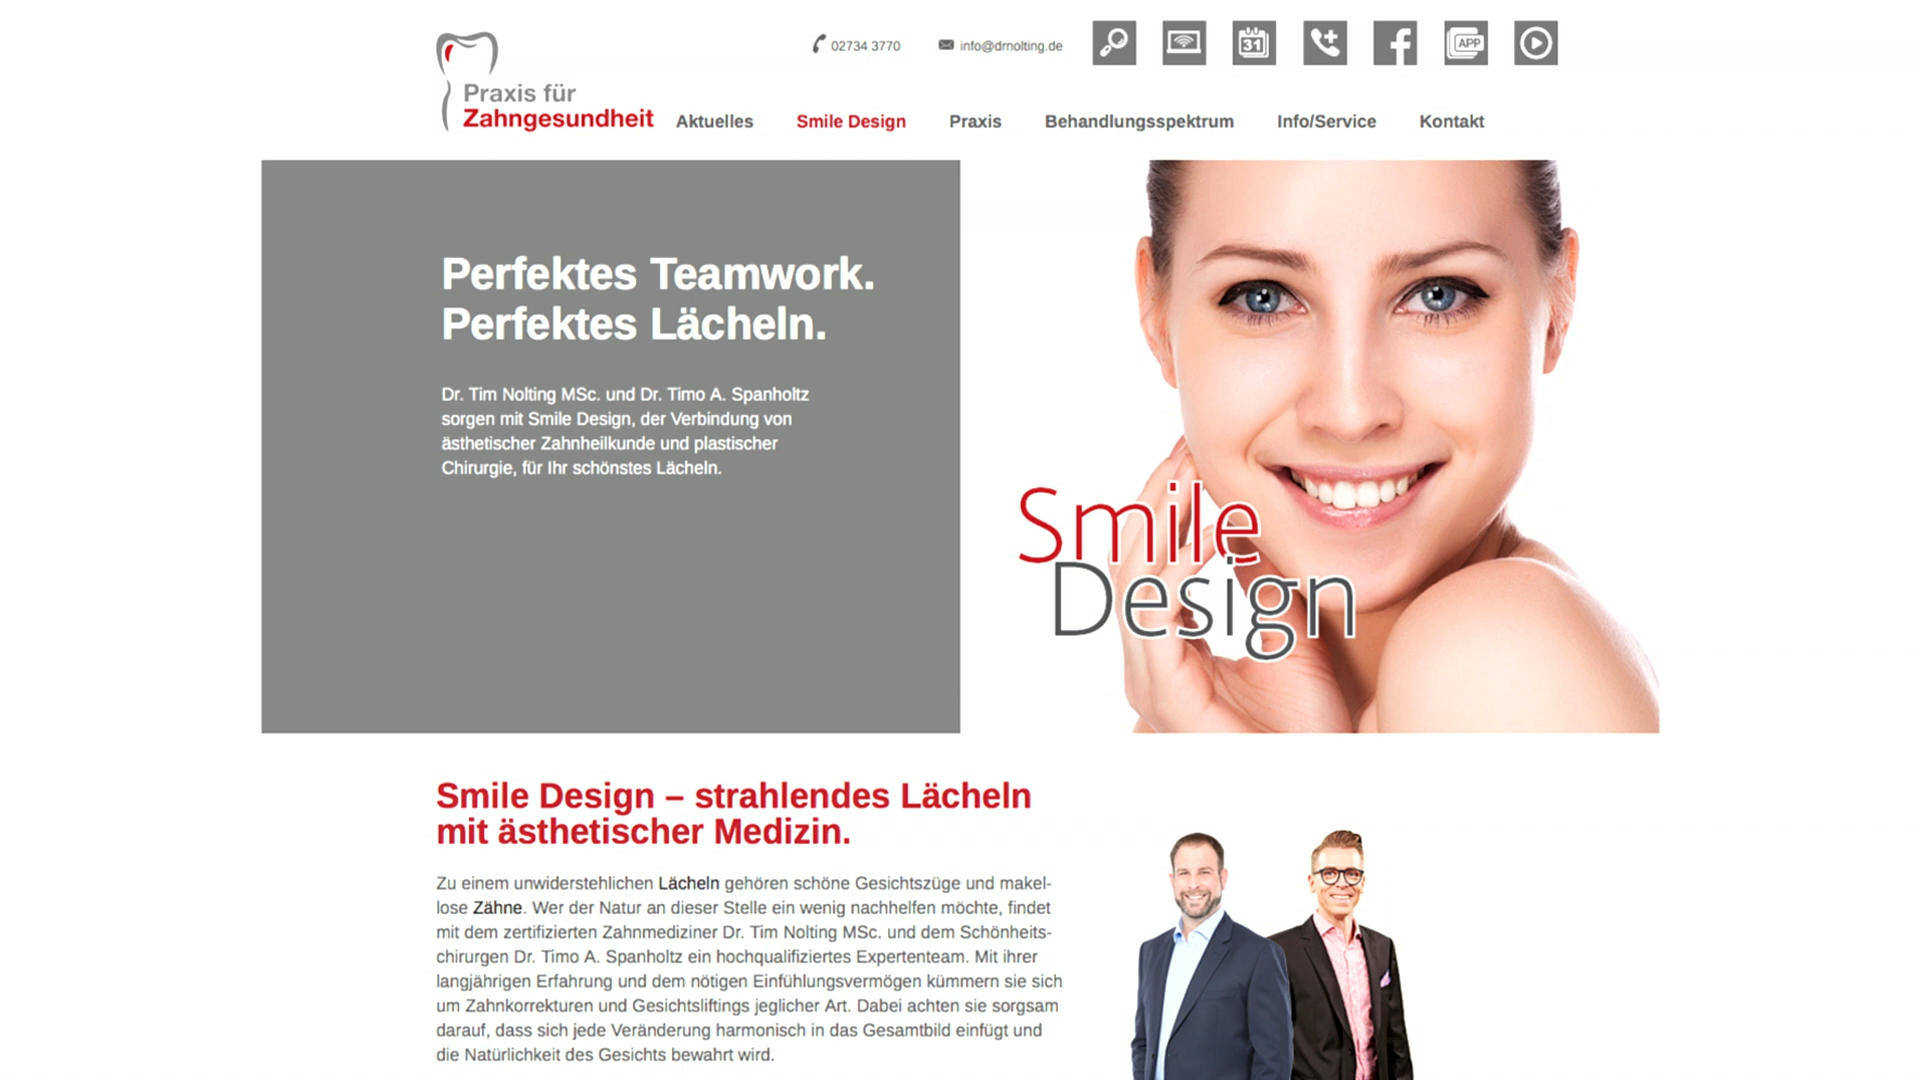 02734 3770
info@drnolting.de
31
APP
Praxis für
Zahngesundheit
Aktuelles
Smile Design
Praxis
Behandlungsspektrum
Info/Service
Kontakt
Perfektes Teamwork.
Perfektes Lächeln.
Dr. Tim Nolting MSc. und Dr. Timo A. Spanholtz
sorgen mit Smile Design, der Verbindung von
ästhetischer Zahnheilkunde und plastischer
Chirurgie, für Ihr schönstes Lächeln.
Smile
Design
Smile Design – strahlendes Lächeln
mit ästhetischer Medizin.
Zu einem unwiderstehlichen Lächeln gehören schöne Gesichtszüge und makel-
lose Zähne. Wer der Natur an dieser Stelle ein wenig nachhelfen möchte, findet
mit dem zertifizierten Zahnmediziner Dr. Tim Nolting MSc. und dem Schönheits-
chirurgen Dr. Timo A. Spanholtz ein hochqualifiziertes Expertenteam. Mit ihrer
langjährigen Erfahrung und dem nötigen Einfühlungsvermögen kümmern sie sich
um Zahnkorrekturen und Gesichtsliftings jeglicher Art. Dabei achten sie sorgsam
darauf, dass sich jede Veränderung harmonisch in das Gesamtbild einfügt und
die Natürlichkeit des Gesichts bewahrt wird.